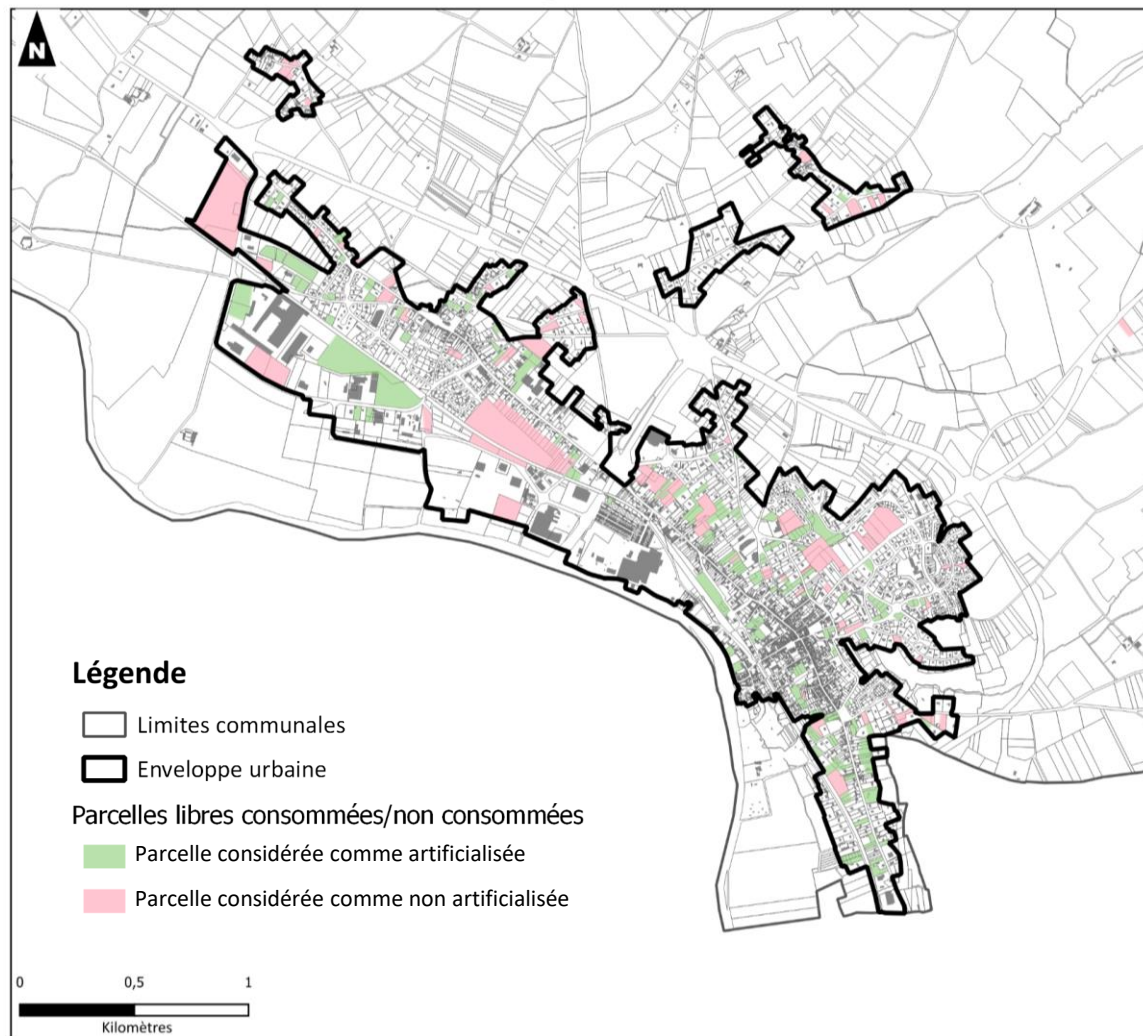 N
Légende
Limites communales
Enveloppe urbaine
Parcelles libres consommées/non consommées
Parcelle considérée comme artificialisée
Parcelle considérée comme non artificialisée
0 0,5 1
Kilomètres